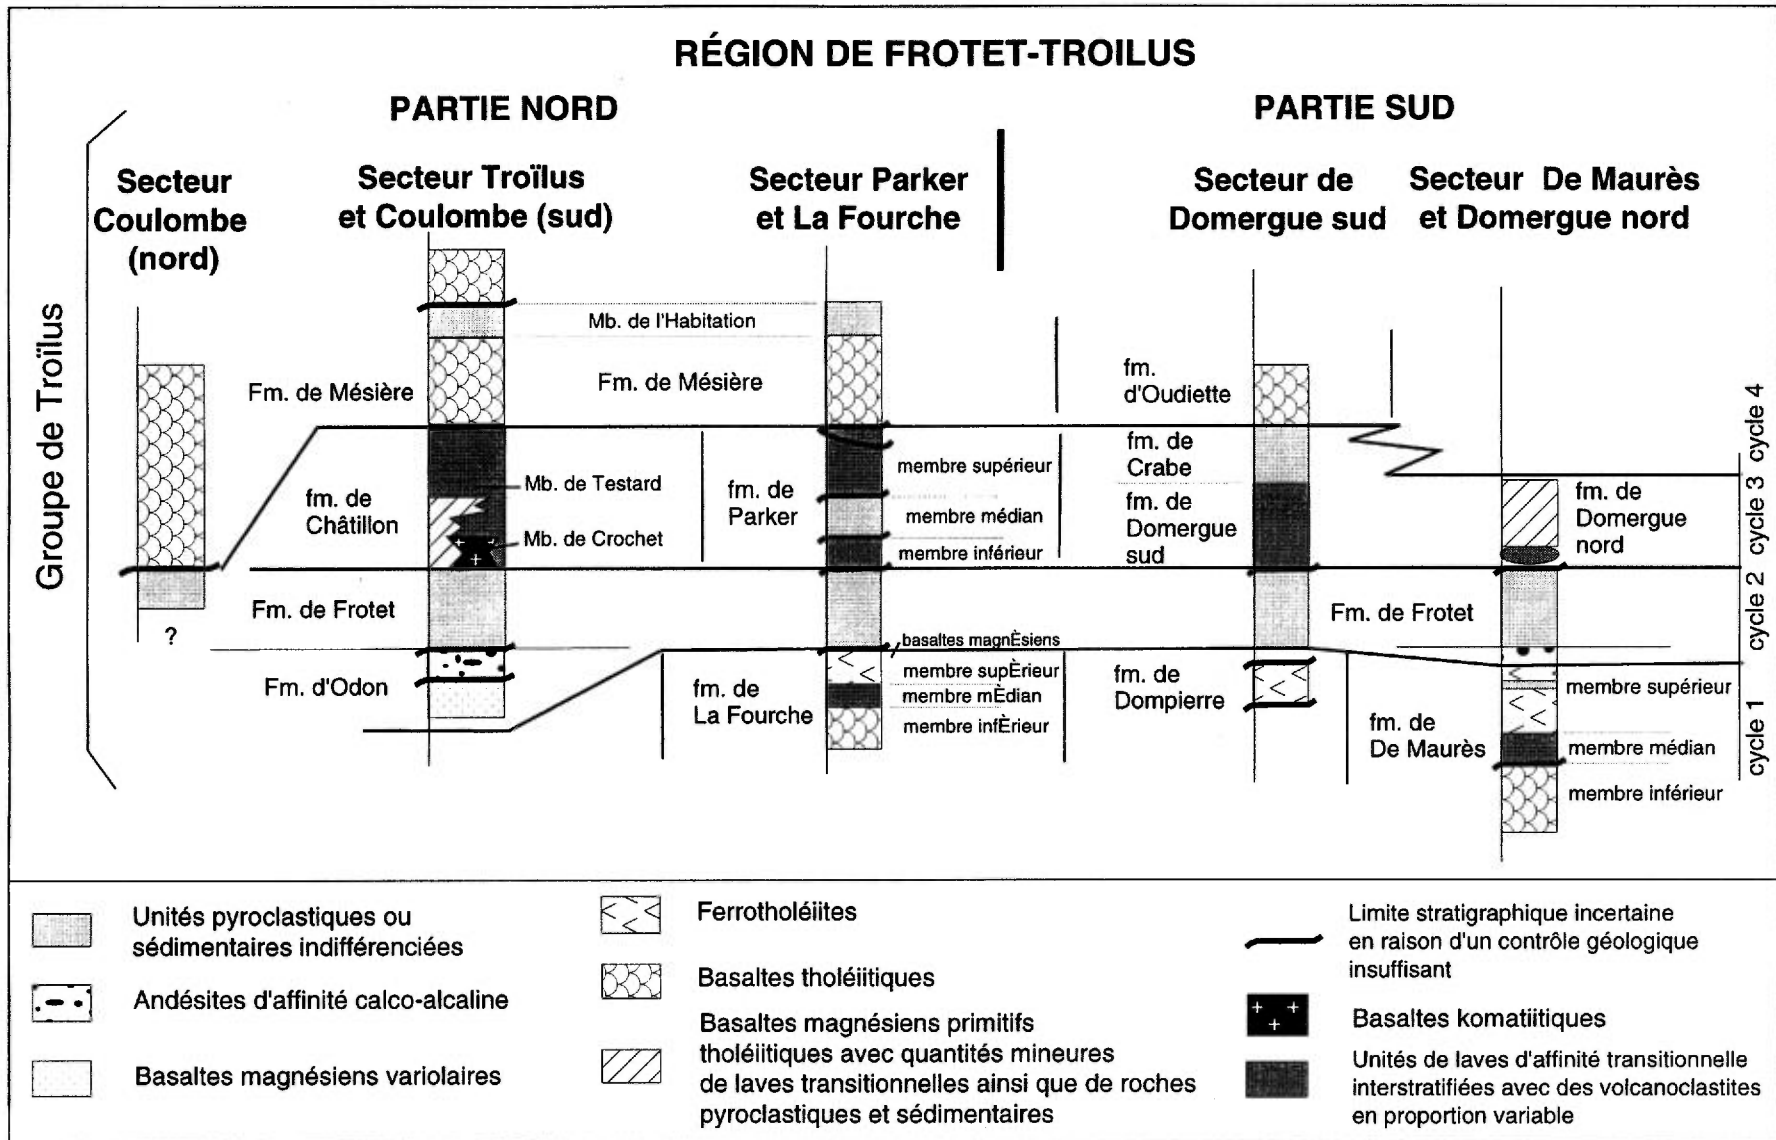 RÉGION DE FROTET-TROILUS
PARTIE NORD
PARTIE SUD
Secteur
Coulombe
(nord)
Secteur Troïlus
et Coulombe (sud)
Secteur Parker
et La Fourche
Secteur de
Domergue sud
Secteur De Maurès
et Domergue nord
Groupe de Troïlus
?
Fm. de Mésière
fm. de
Châtillon
Fm. de Frotet
Fm. d'Odon
Mb. de l'Habitation
Fm. de Mésière
Mb. de Testard
Mb. de Crochet
fm. de
Parker
fm. de
La Fourche
membre supérieur
membre médian
membre inférieur
basaltes magnÈsiens
membre supÈrieur
membre mÈdian
membre infÈrieur
fm.
d'Oudiette
fm. de
Crabe
fm. de
Domergue
sud
fm. de
Dompierre
Fm. de Frotet
fm. de
De Maurès
fm. de
Domergue
nord
membre supérieur
membre médian
membre inférieur
cycle 4
cycle 3
cycle 2
cycle 1
Unités pyroclastiques ou
sédimentaires indifférenciées
Andésites d'affinité calco-alcaline
Basaltes magnésiens variolaires
Ferrotholéiites
Basaltes tholéiitiques
Basaltes magnésiens primitifs
tholéiitiques avec quantités mineures
de laves transitionnelles ainsi que de roches
pyroclastiques et sédimentaires
Limite stratigraphique incertaine
en raison d'un contrôle géologique
insuffisant
Basaltes komatiitiques
Unités de laves d'affinité transitionnelle
interstratifiées avec des volcanoclastites
en proportion variable